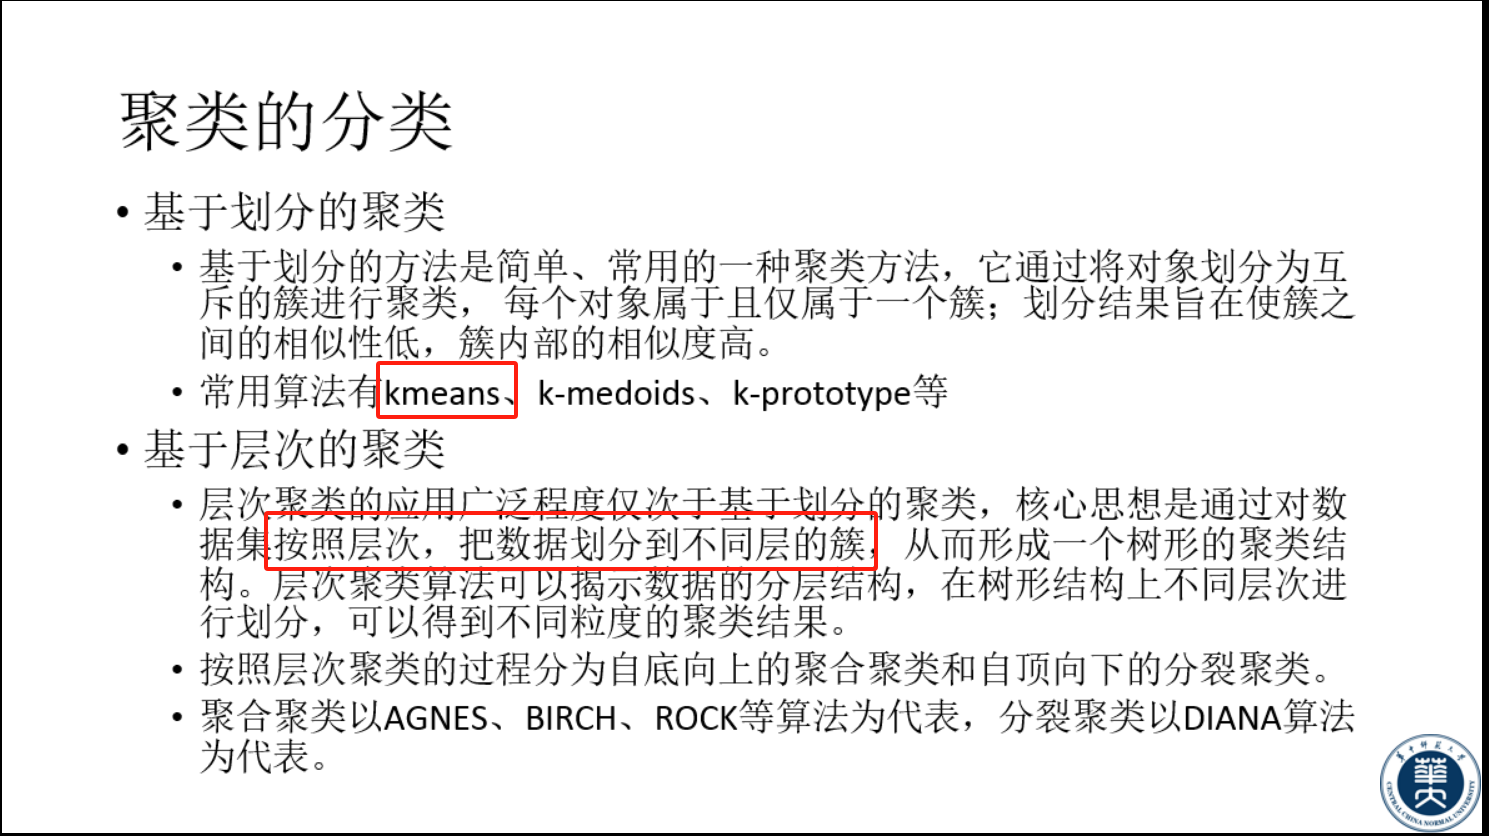 聚类的分类
• 基于划分的聚类
• 基于划分的方法是简单、常用的一种聚类方法，它通过将对象划分为互
斥的簇进行聚类， 每个对象属于且仅属于一个簇；划分结果旨在使簇之
间的相似性低，簇内部的相似度高。
• 常用算法有kmeans、k-medoids、k-prototype等
• 基于层次的聚类
• 层次聚类的应用广泛程度仅次于基于划分的聚类，核心思想是通过对数
据集按照层次，把数据划分到不同层的簇，从而形成一个树形的聚类结
构。层次聚类算法可以揭示数据的分层结构，在树形结构上不同层次进
行划分，可以得到不同粒度的聚类结果。
• 按照层次聚类的过程分为自底向上的聚合聚类和自顶向下的分裂聚类。
• 聚合聚类以AGNES、BIRCH、ROCK等算法为代表，分裂聚类以DIANA算法
为代表。
华中师范大学
CENTRAL CHINA NORMAL UNIVERSITY